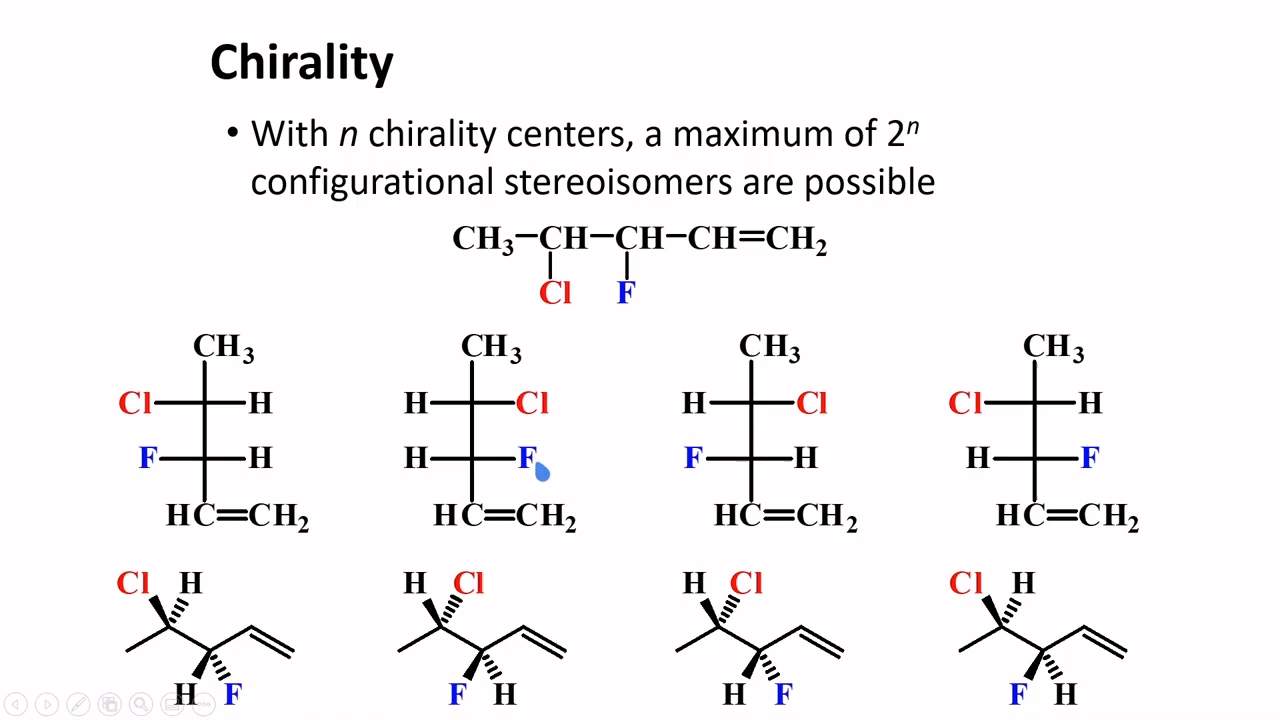 Chirality
• With n chirality centers, a maximum of 2ⁿ
configurational stereoisomers are possible
CH₃–CH–CH–CH=CH₂
Cl F
CH₃ CH₃ CH₃ CH₃
Cl H H Cl H Cl Cl H
F H H F F H H F
HC=CH₂ HC=CH₂ HC=CH₂ HC=CH₂
Cl H H Cl H Cl Cl H
H F F H H F F H